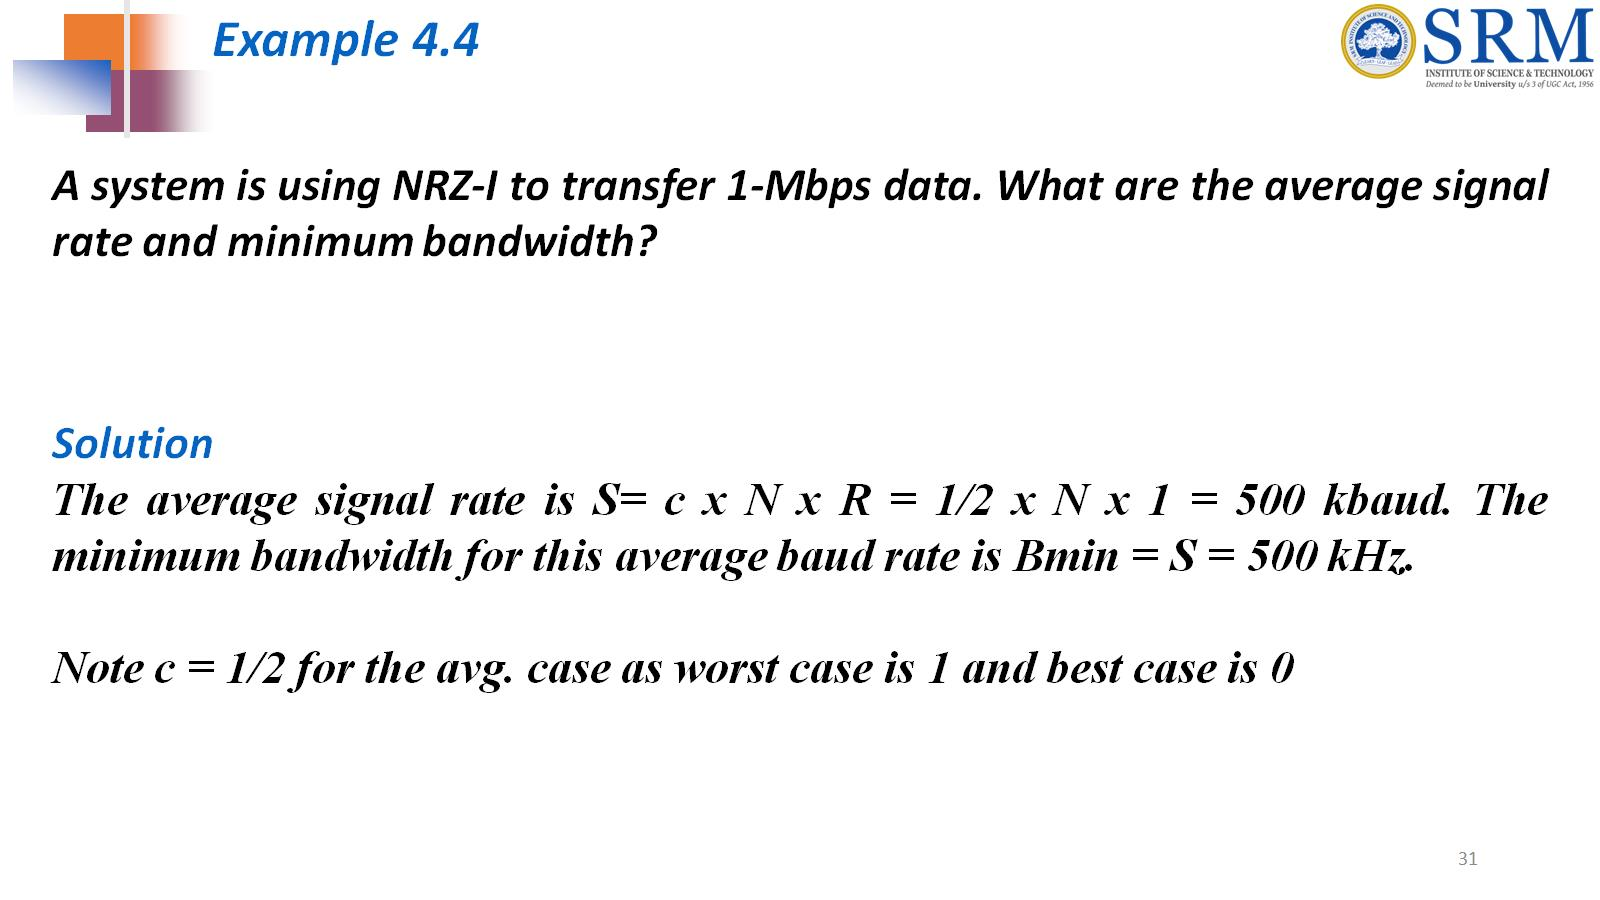 Example 4.4
SRM
INSTITUTE OF SCIENCE & TECHNOLOGY
Deemed to be University u/s 3 of UGC Act, 1956
A system is using NRZ-I to transfer 1-Mbps data. What are the average signal
rate and minimum bandwidth?
Solution
The average signal rate is S= c x N x R = 1/2 x N x 1 = 500 kbaud. The
minimum bandwidth for this average baud rate is Bmin = S = 500 kHz.
Note c = 1/2 for the avg. case as worst case is 1 and best case is 0
31